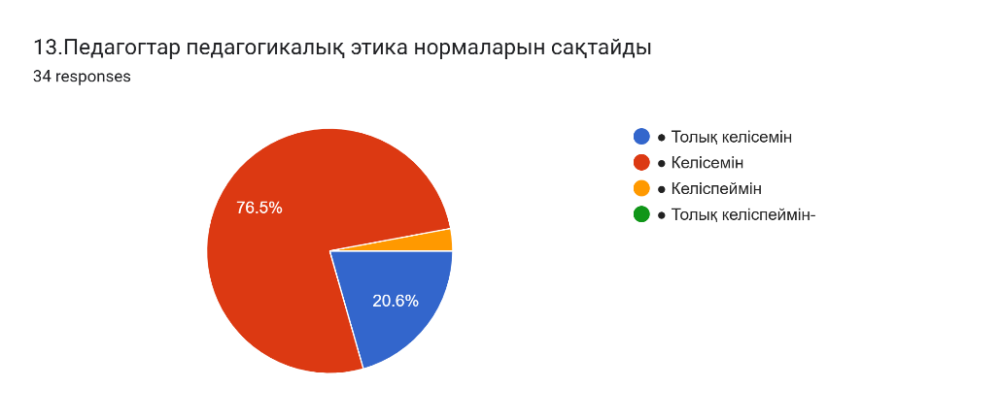 13.Педагогтар педагогикалық этика нормаларын сақтайды
34 responses
● Толық келісемін
● Келісемін
● Келіспеймін
● Толық келіспеймін-
76.5%
20.6%